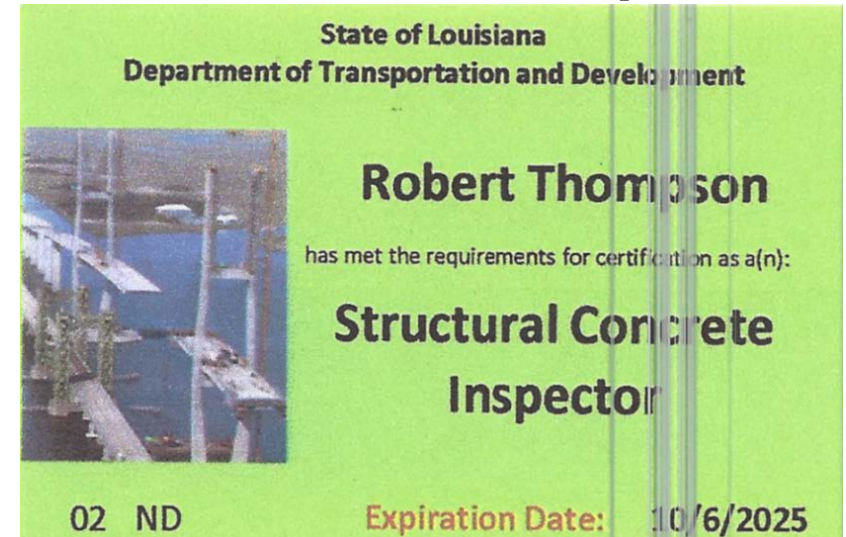 State of Louisiana
Department of Transportation and Development
Robert Thompson
has met the requirements for certification as a(n):
Structural Concrete
Inspector
02 ND
Expiration Date: 10/6/2025